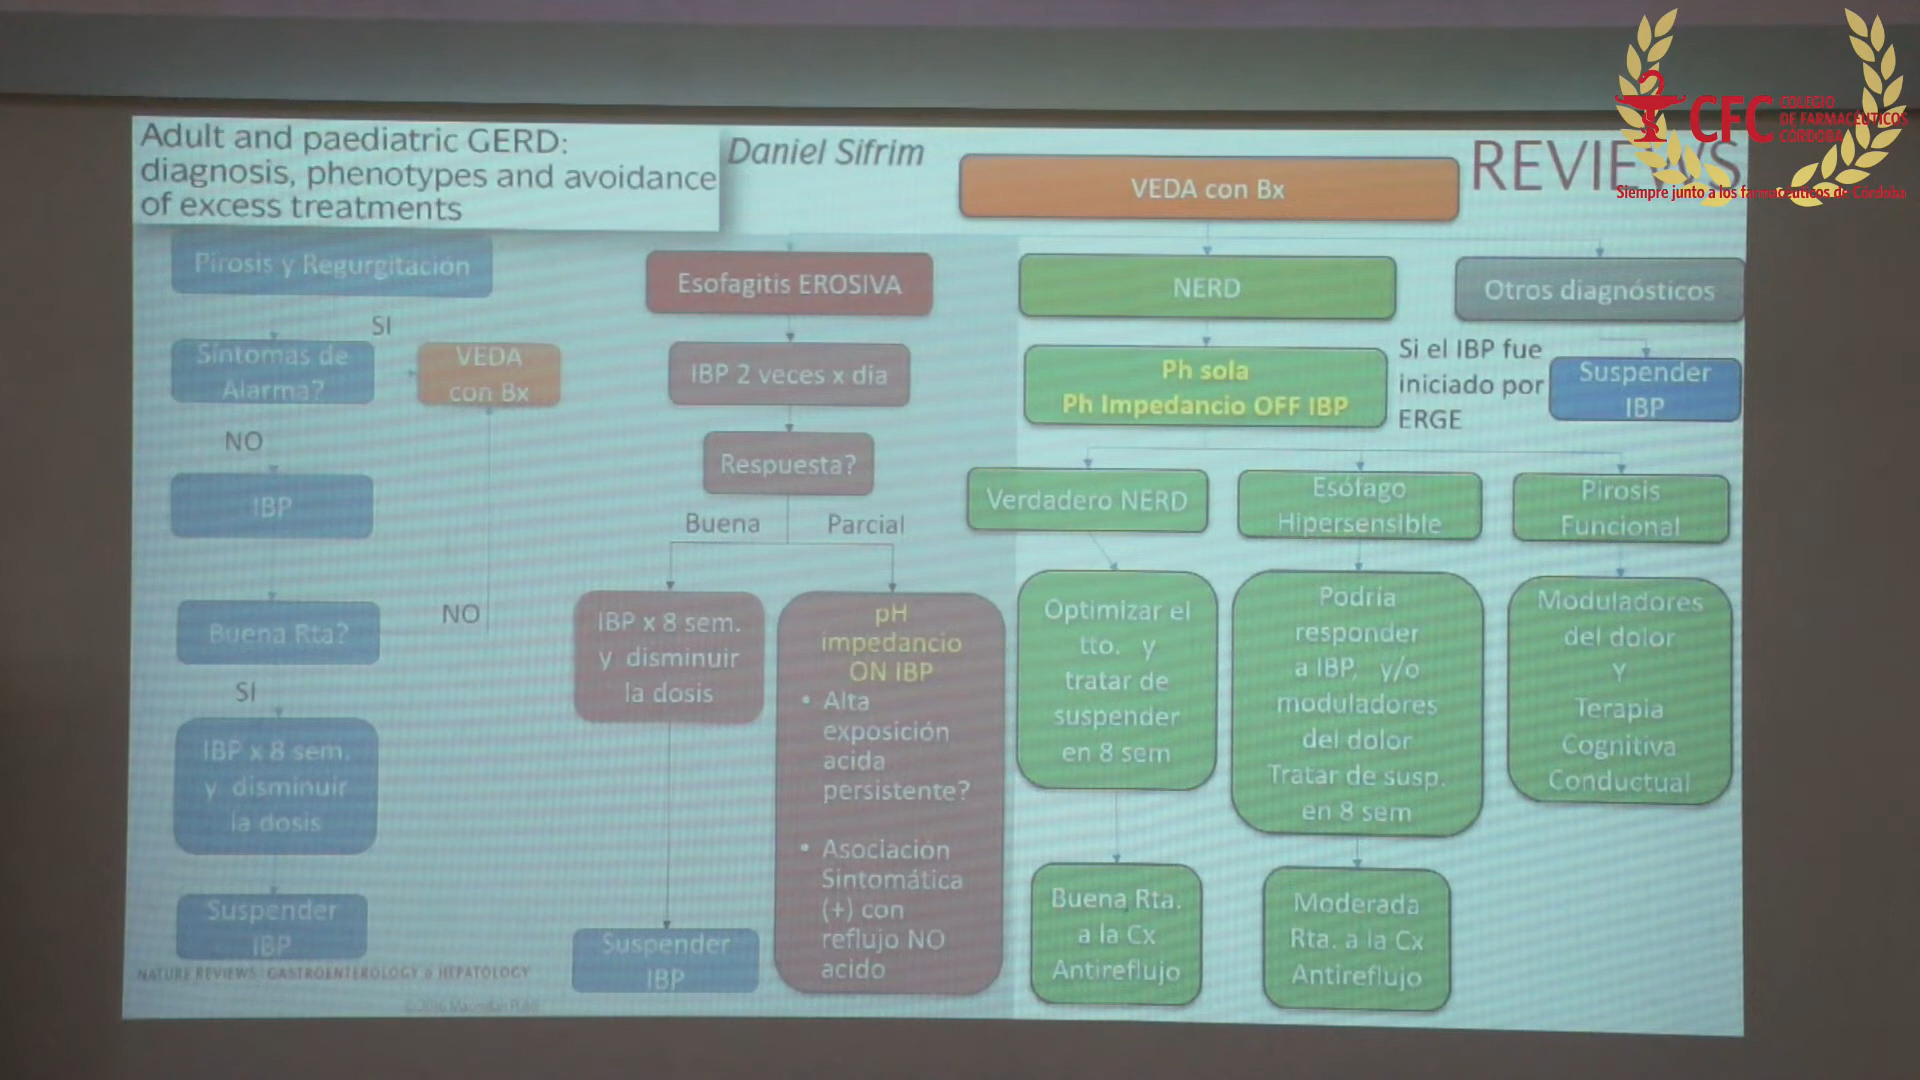 Adult and paediatric GERD:
diagnosis, phenotypes and avoidance
of excess treatments
Daniel Sifrim
VEDA con Bx
REVIEWS
CFC
COLEGIO
DE FARMACÉUTICOS
CÓRDOBA
Siempre junto a los farmacéuticos de Córdoba
Pirosis y Regurgitación
SI
Síntomas de
Alarma?
VEDA
con Bx
NO
IBP
Buena Rta?
NO
SI
IBP x 8 sem.
y disminuir
la dosis
Suspender
IBP
NATURE REVIEWS GASTROENTEROLOGY & HEPATOLOGY
Esofagitis EROSIVA
IBP 2 veces x dia
Respuesta?
Buena
Parcial
IBP x 8 sem.
y disminuir
la dosis
Suspender
IBP
pH
impedancio
ON IBP
• Alta
exposición
acida
persistente?
• Asociación
Sintomática
(+) con
reflujo NO
acido
NERD
Ph sola
Ph Impedancio OFF IBP
Verdadero NERD
Optimizar el
tto. y
tratar de
suspender
en 8 sem
Buena Rta.
a la Cx
Antireflujo
Esófago
Hipersensible
Podría
responder
a IBP, y/o
moduladores
del dolor
Tratar de susp.
en 8 sem
Moderada
Rta. a la Cx
Antireflujo
Pirosis
Funcional
Moduladores
del dolor
Y
Terapia
Cognitiva
Conductual
Otros diagnósticos
Si el IBP fue
iniciado por
ERGE
Suspender
IBP